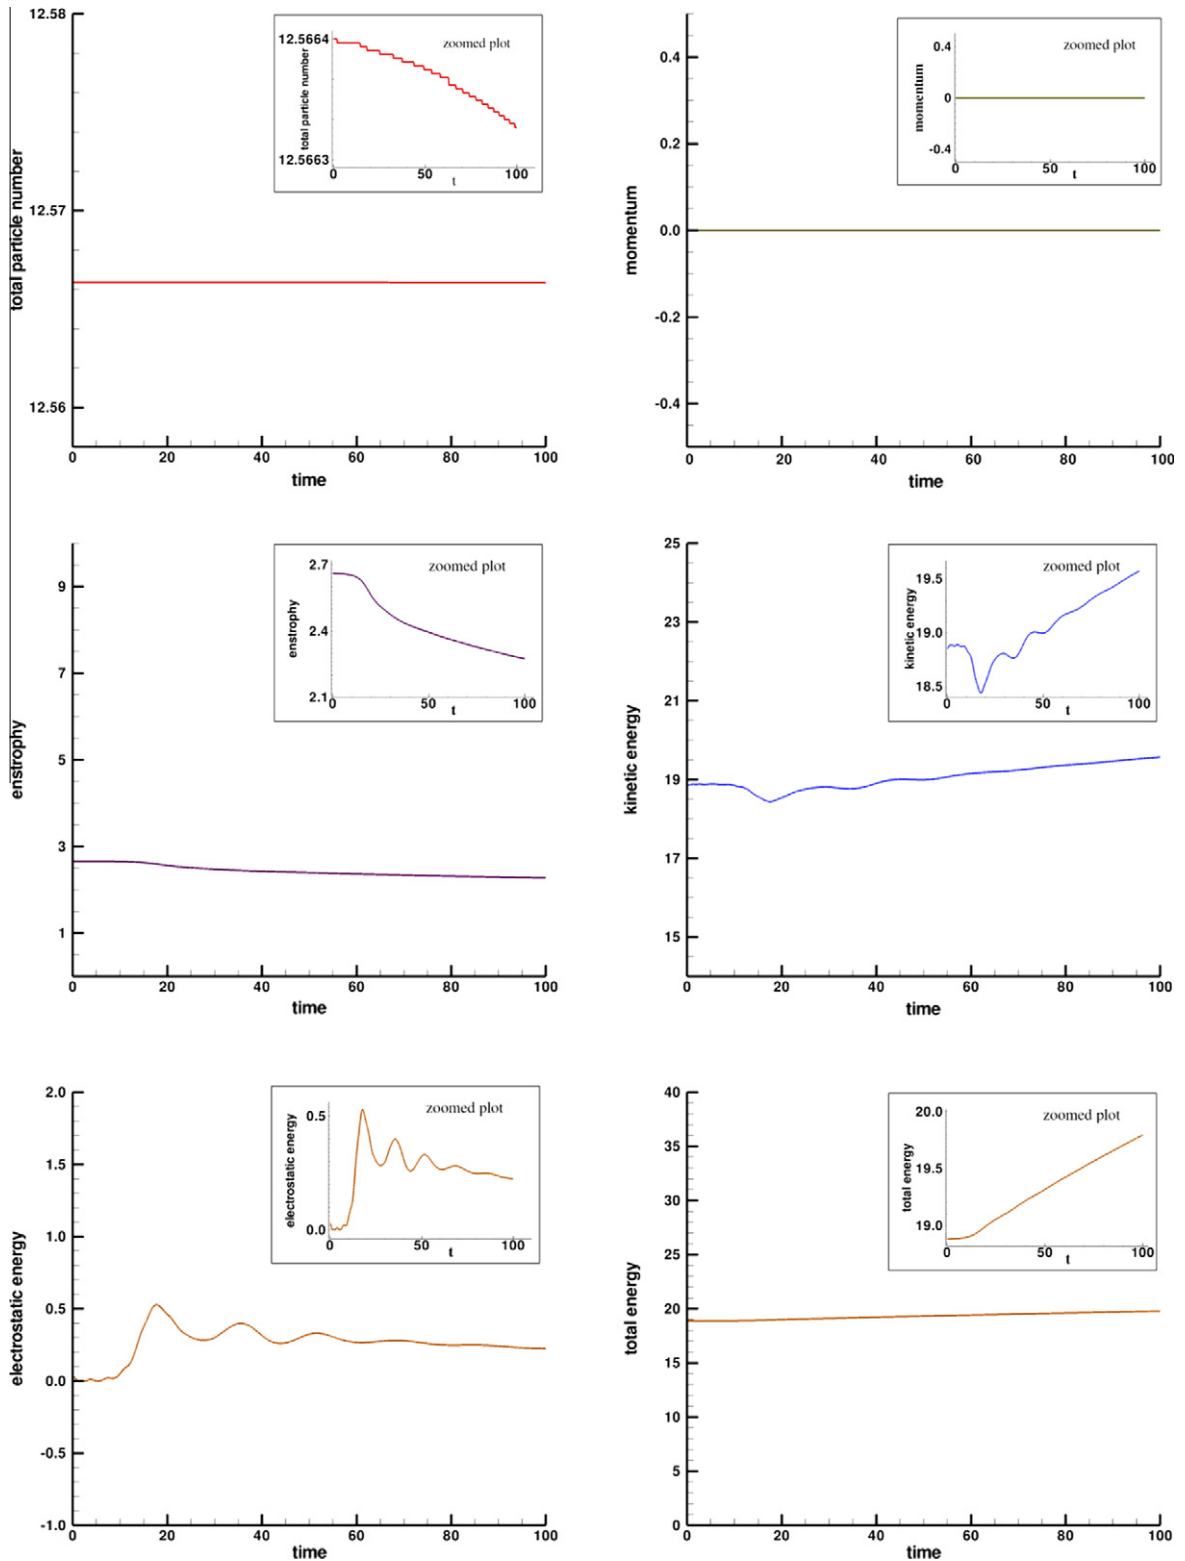 12.58
12.57
12.56
total particle number
0 20 40 60 80 100
time
zoomed plot
12.5664
12.5663
total particle number
0 50 100
t
0.4
0.2
0.0
-0.2
-0.4
momentum
0 20 40 60 80 100
time
zoomed plot
0.4
0
-0.4
momentum
0 50 100
t
9
7
5
3
1
enstrophy
0 20 40 60 80 100
time
zoomed plot
2.7
2.4
2.1
enstrophy
0 50 100
t
25
23
21
19
17
15
kinetic energy
0 20 40 60 80 100
time
zoomed plot
19.5
19.0
18.5
kinetic energy
0 50 100
t
2.0
1.5
1.0
0.5
0.0
-0.5
-1.0
electrostatic energy
0 20 40 60 80 100
time
zoomed plot
0.5
0.0
electrostatic energy
0 50 100
t
40
35
30
25
20
15
10
5
0
total energy
0 20 40 60 80 100
time
zoomed plot
20.0
19.5
19.0
total energy
0 50 100
t